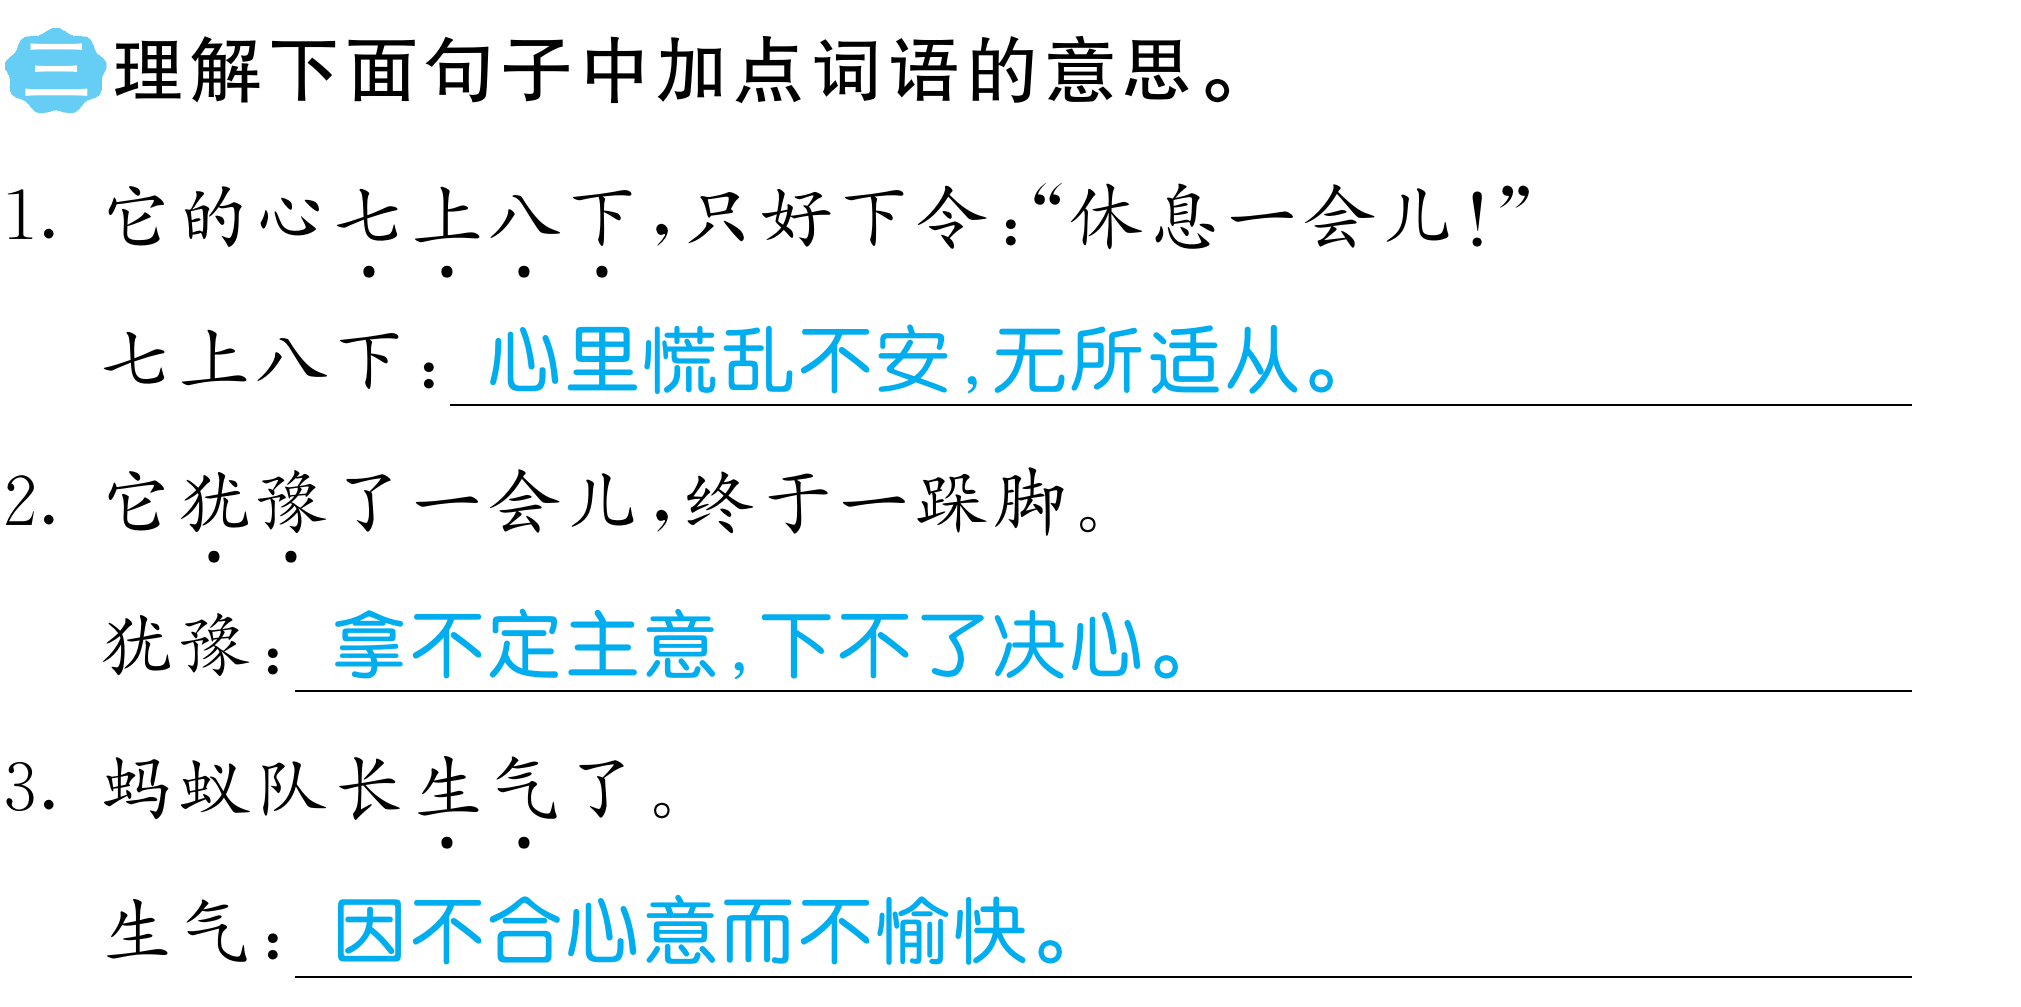 三 理解下面句子中加点词语的意思。
1. 它的心七上八下,只好下令:“休息一会儿!”
七上八下: 心里慌乱不安,无所适从。
2. 它犹豫了一会儿,终于一跺脚。
犹豫: 拿不定主意,下不了决心。
3. 蚂蚁队长生气了。
生气: 因不合心意而不愉快。